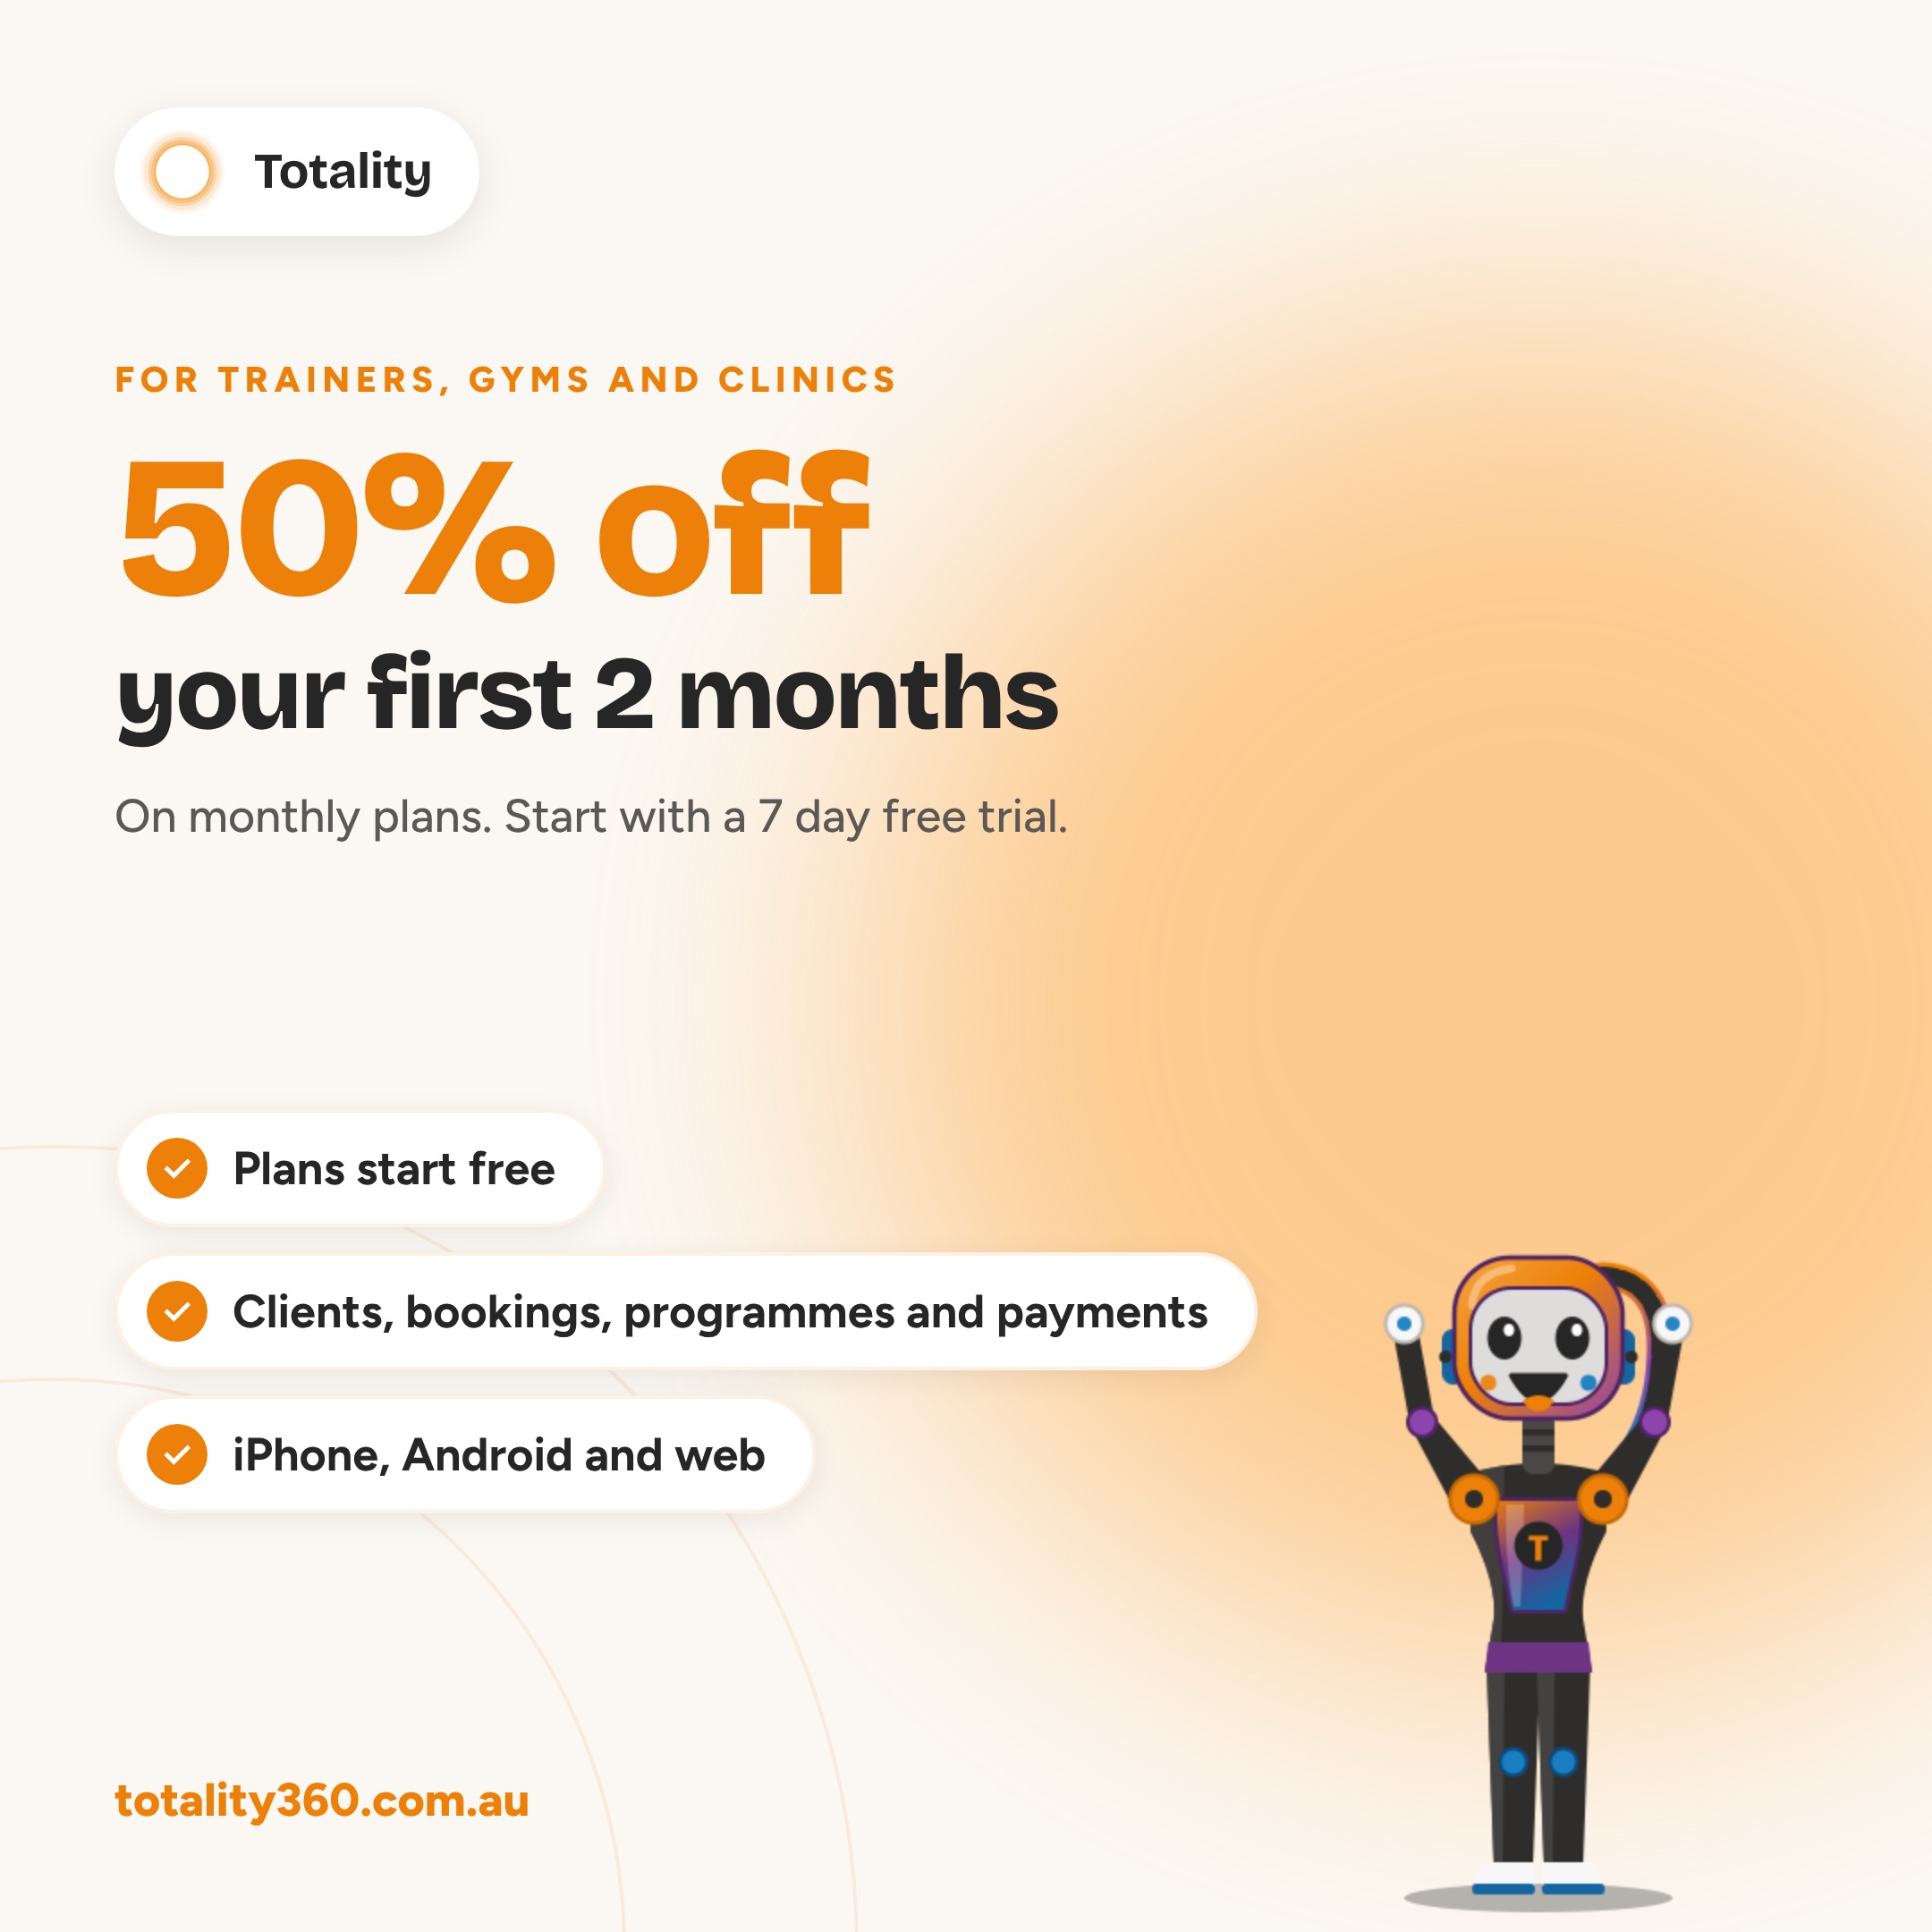 Totality
FOR TRAINERS, GYMS AND CLINICS
50% off
your first 2 months
On monthly plans. Start with a 7 day free trial.
Plans start free
Clients, bookings, programmes and payments
iPhone, Android and web
T
totality360.com.au